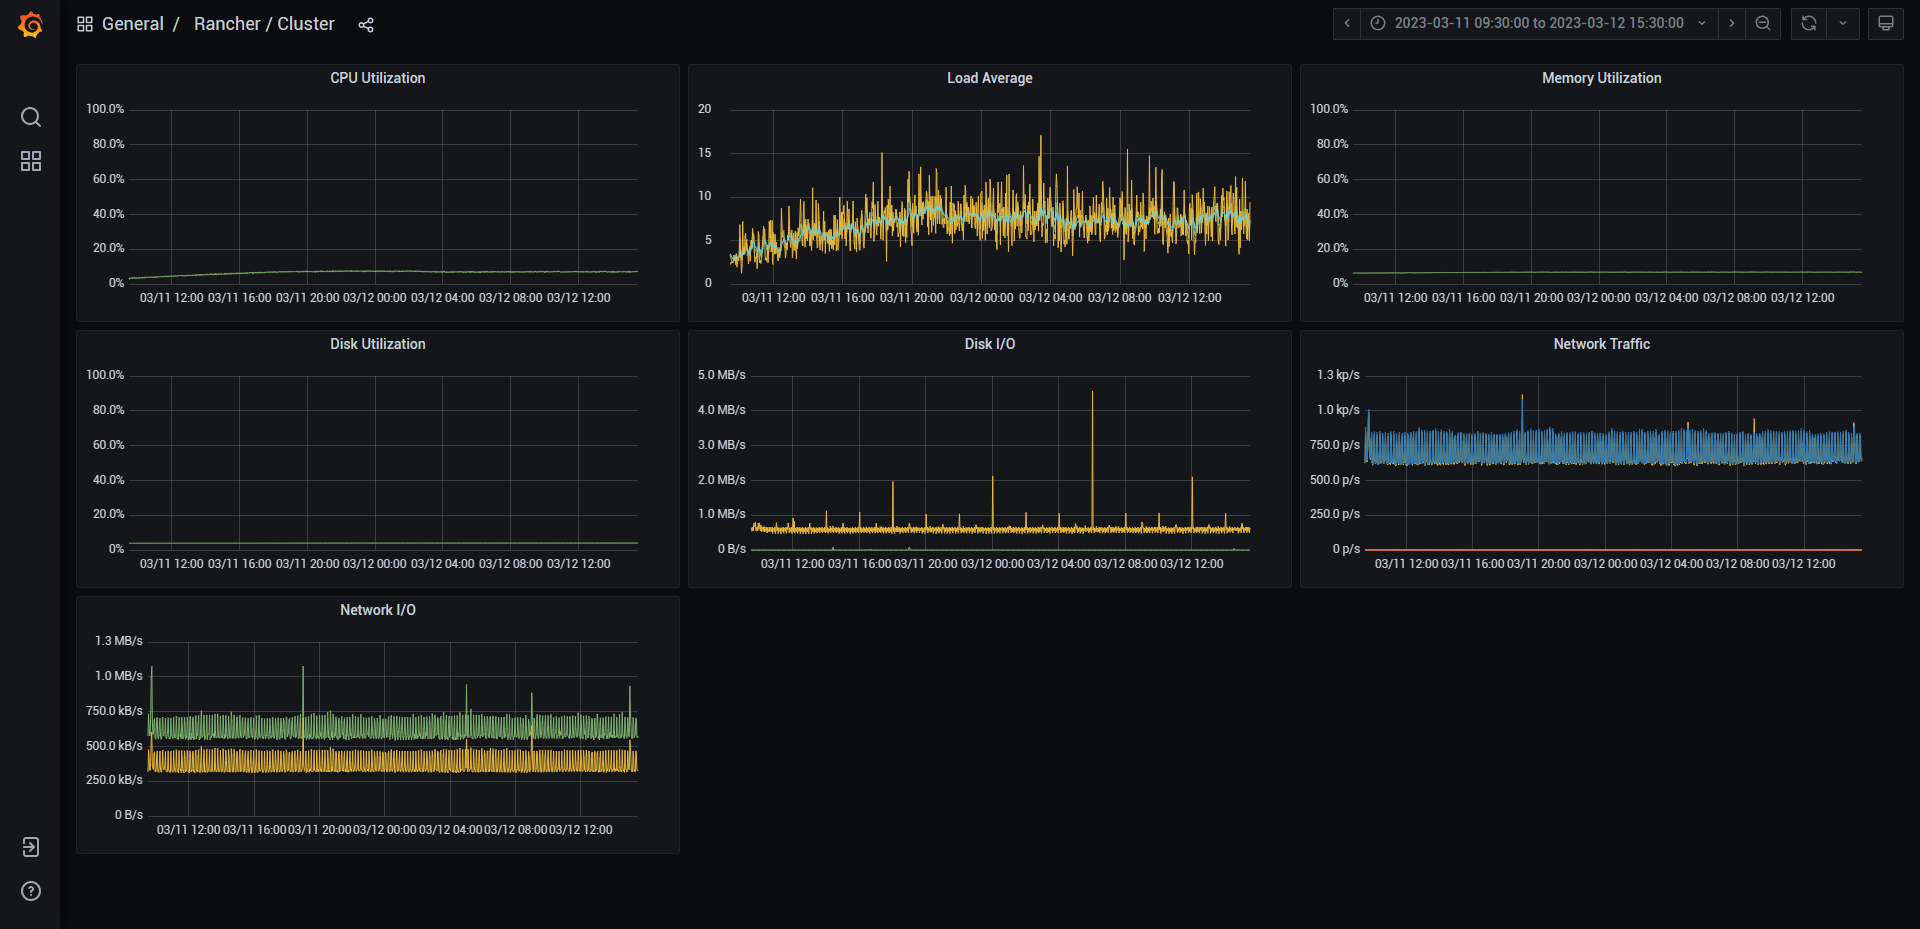 General / Rancher / Cluster
2023-03-11 09:30:00 to 2023-03-12 15:30:00
CPU Utilization
100.0%
80.0%
60.0%
40.0%
20.0%
0%
03/11 12:00 03/11 16:00 03/11 20:00 03/12 00:00 03/12 04:00 03/12 08:00 03/12 12:00
Load Average
20
15
10
5
0
03/11 12:00 03/11 16:00 03/11 20:00 03/12 00:00 03/12 04:00 03/12 08:00 03/12 12:00
Memory Utilization
100.0%
80.0%
60.0%
40.0%
20.0%
0%
03/11 12:00 03/11 16:00 03/11 20:00 03/12 00:00 03/12 04:00 03/12 08:00 03/12 12:00
Disk Utilization
100.0%
80.0%
60.0%
40.0%
20.0%
0%
03/11 12:00 03/11 16:00 03/11 20:00 03/12 00:00 03/12 04:00 03/12 08:00 03/12 12:00
Disk I/O
5.0 MB/s
4.0 MB/s
3.0 MB/s
2.0 MB/s
1.0 MB/s
0 B/s
03/11 12:00 03/11 16:00 03/11 20:00 03/12 00:00 03/12 04:00 03/12 08:00 03/12 12:00
Network Traffic
1.3 kp/s
1.0 kp/s
750.0 p/s
500.0 p/s
250.0 p/s
0 p/s
03/11 12:00 03/11 16:00 03/11 20:00 03/12 00:00 03/12 04:00 03/12 08:00 03/12 12:00
Network I/O
1.3 MB/s
1.0 MB/s
750.0 kB/s
500.0 kB/s
250.0 kB/s
0 B/s
03/11 12:00 03/11 16:00 03/11 20:00 03/12 00:00 03/12 04:00 03/12 08:00 03/12 12:00